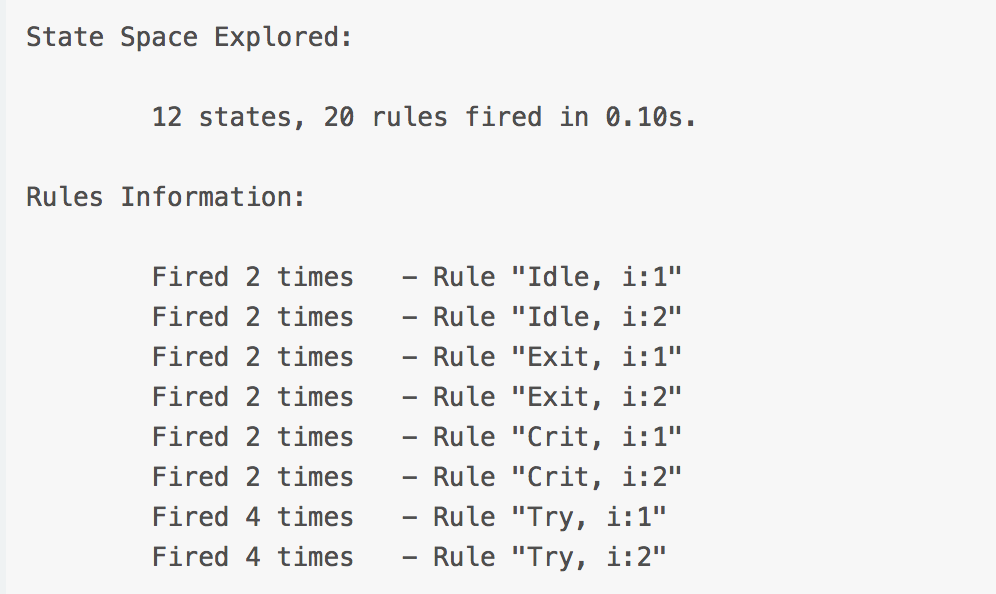 State Space Explored:
12 states, 20 rules fired in 0.10s.
Rules Information:
Fired 2 times   – Rule "Idle, i:1"
Fired 2 times   – Rule "Idle, i:2"
Fired 2 times   – Rule "Exit, i:1"
Fired 2 times   – Rule "Exit, i:2"
Fired 2 times   – Rule "Crit, i:1"
Fired 2 times   – Rule "Crit, i:2"
Fired 4 times   – Rule "Try, i:1"
Fired 4 times   – Rule "Try, i:2"